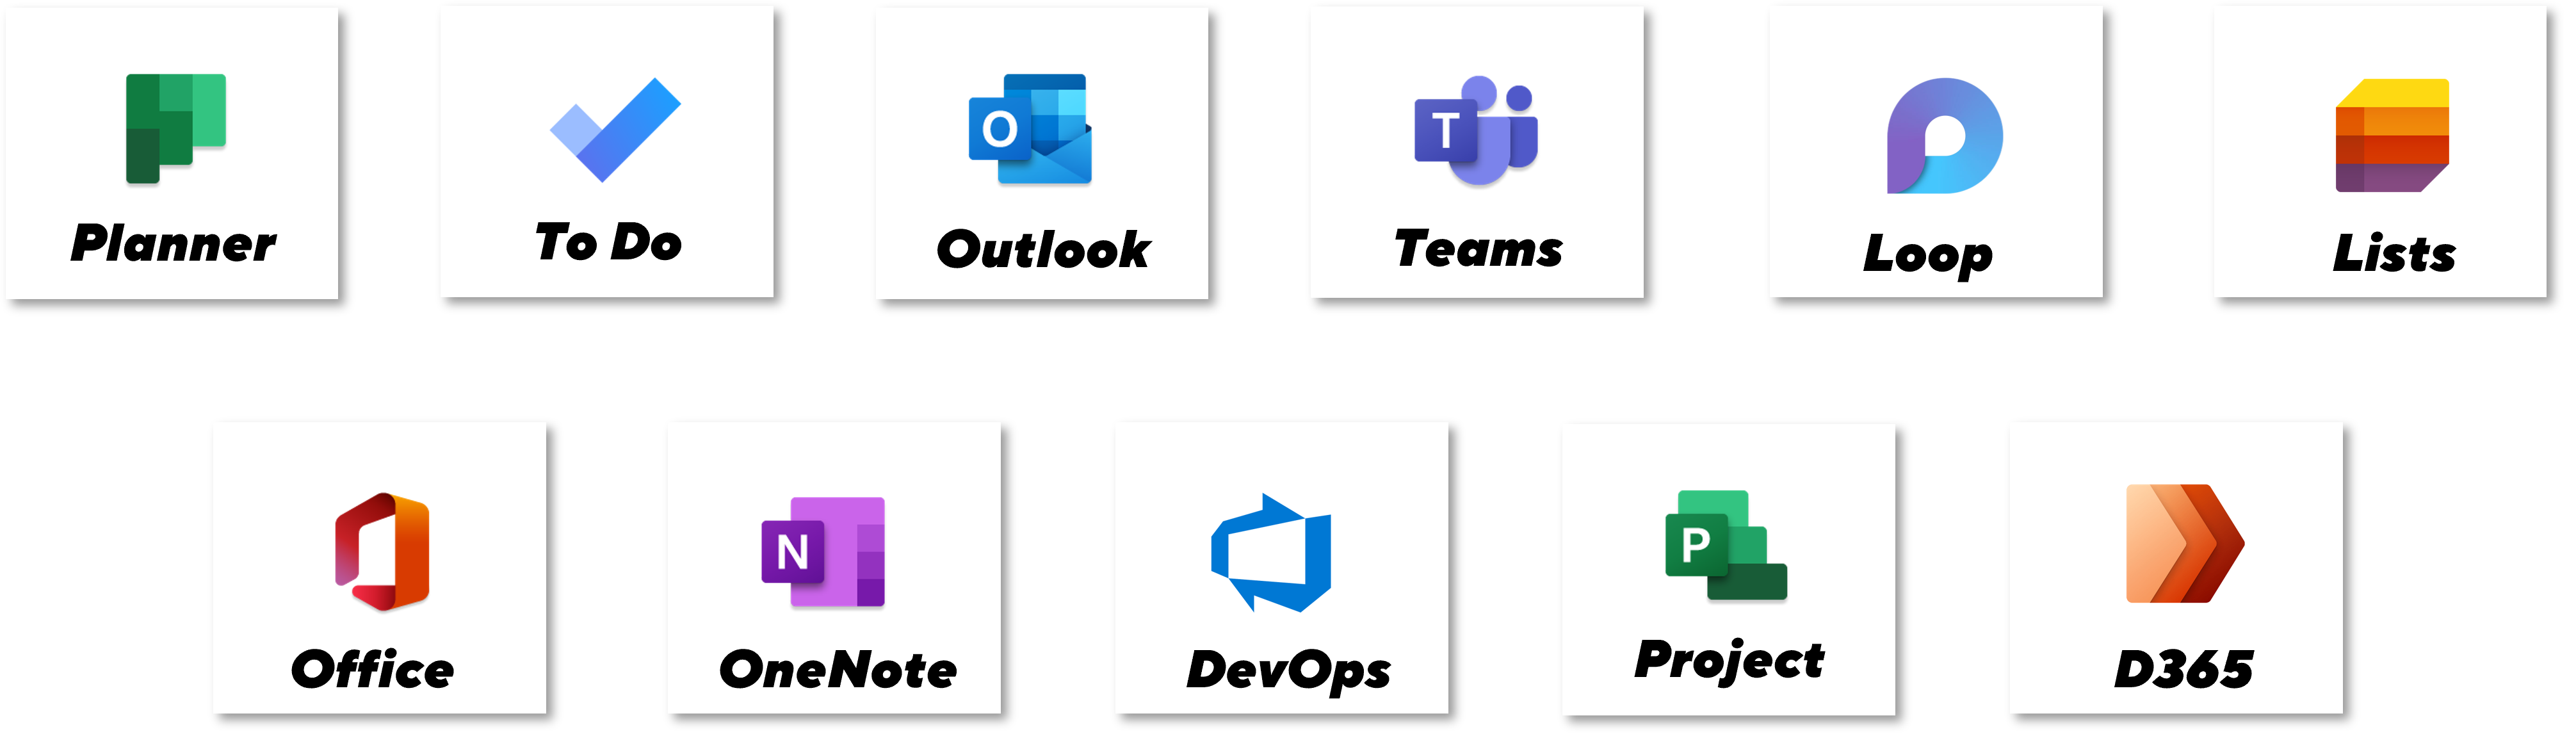 Planner
To Do
O
Outlook
T
Teams
Loop
Lists
Office
N
OneNote
DevOps
P
Project
D365